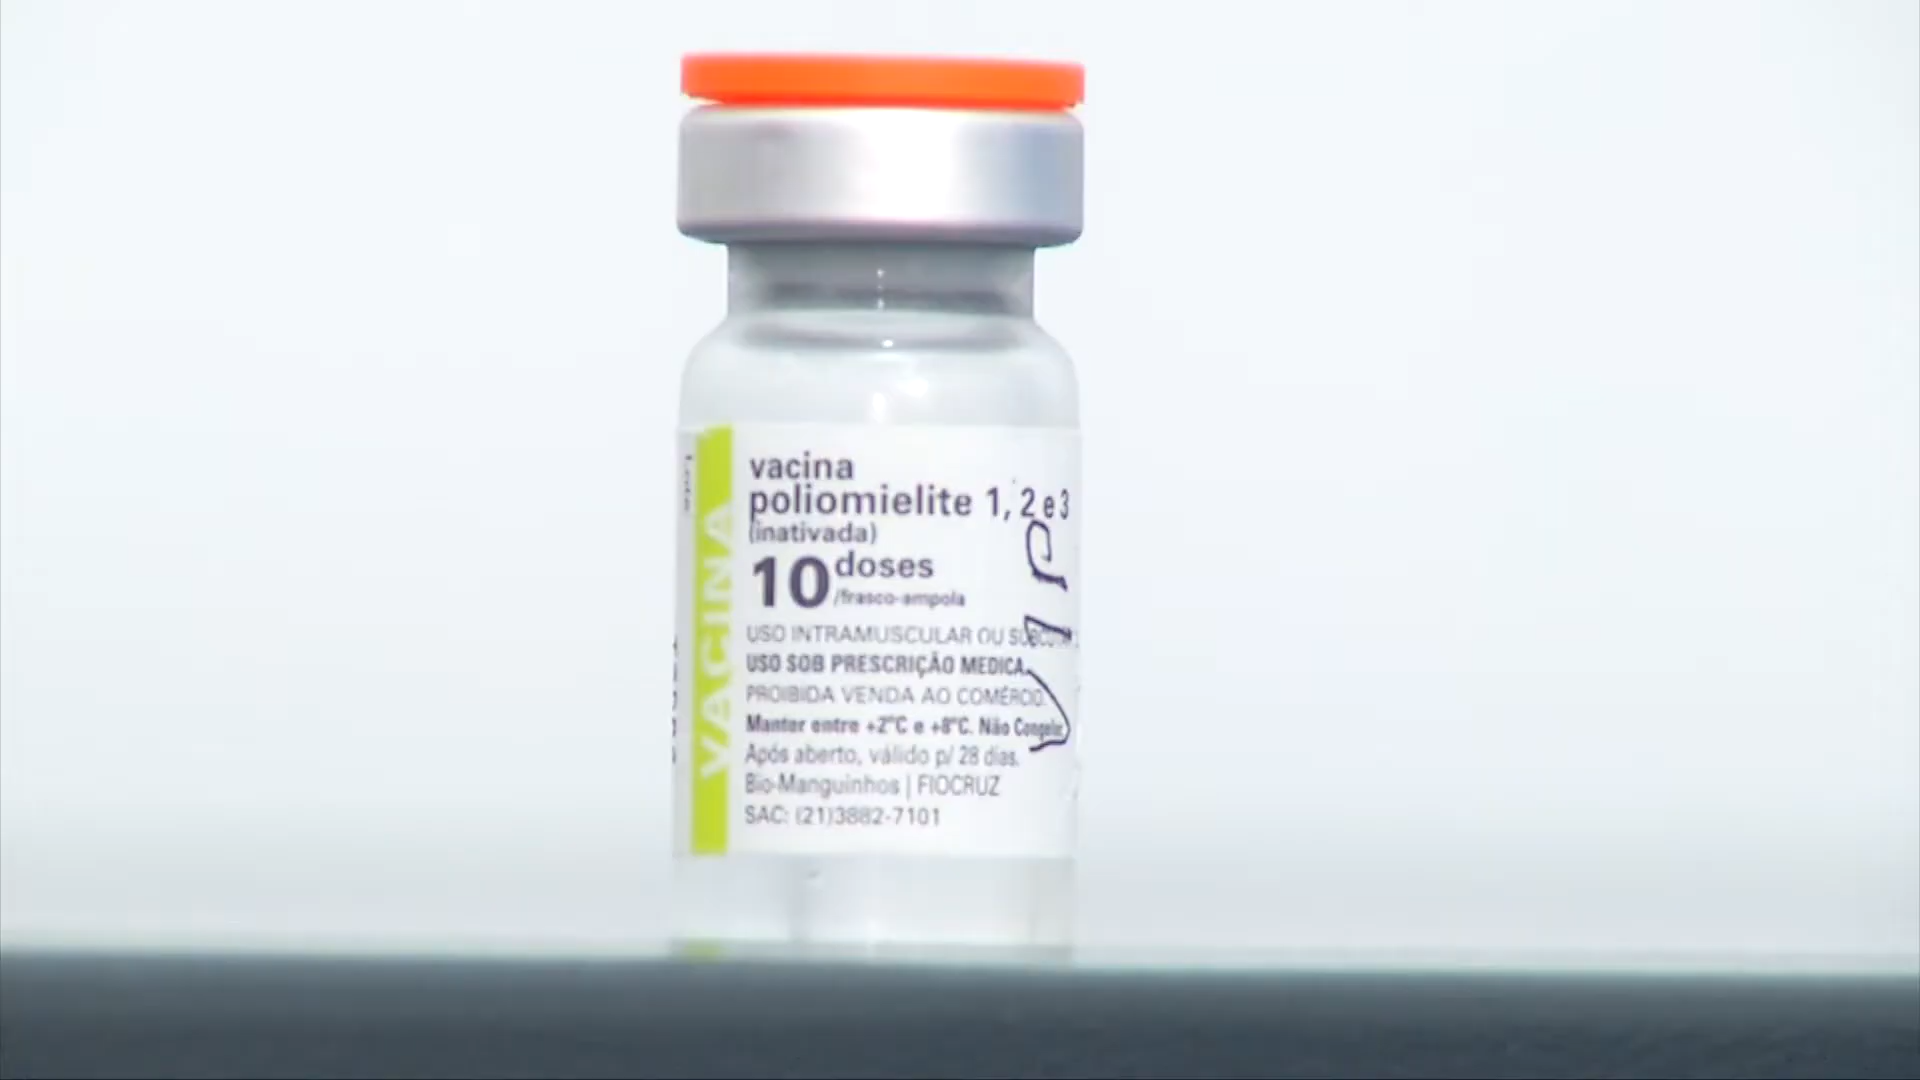 VACINA
vacina
poliomielite 1, 2 e 3
(inativada)
10 doses
/frasco-ampola
USO INTRAMUSCULAR OU
USO SOB PRESCRIÇÃO MEDICA.
PROIBIDA VENDA AO COMÉRCIO.
Manter entre +2°C e +8°C. Não Congelar.
Após aberto, válido p/ 28 dias.
Bio-Manguinhos | FIOCRUZ
SAC: (21)3882-7101